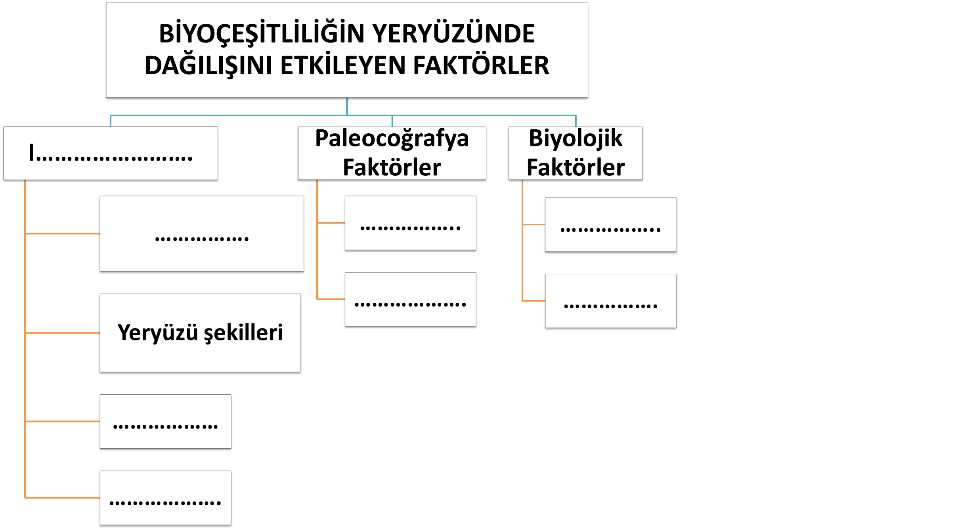 BİYOÇEŞİTLİLİĞİN YERYÜZÜNDE
DAĞILIŞINI ETKİLEYEN FAKTÖRLER
I…………………….
…………….
Yeryüzü şekilleri
………………
……………….
Paleocoğrafya
Faktörler
……………..
……………….
Biyolojik
Faktörler
……………..
…………….